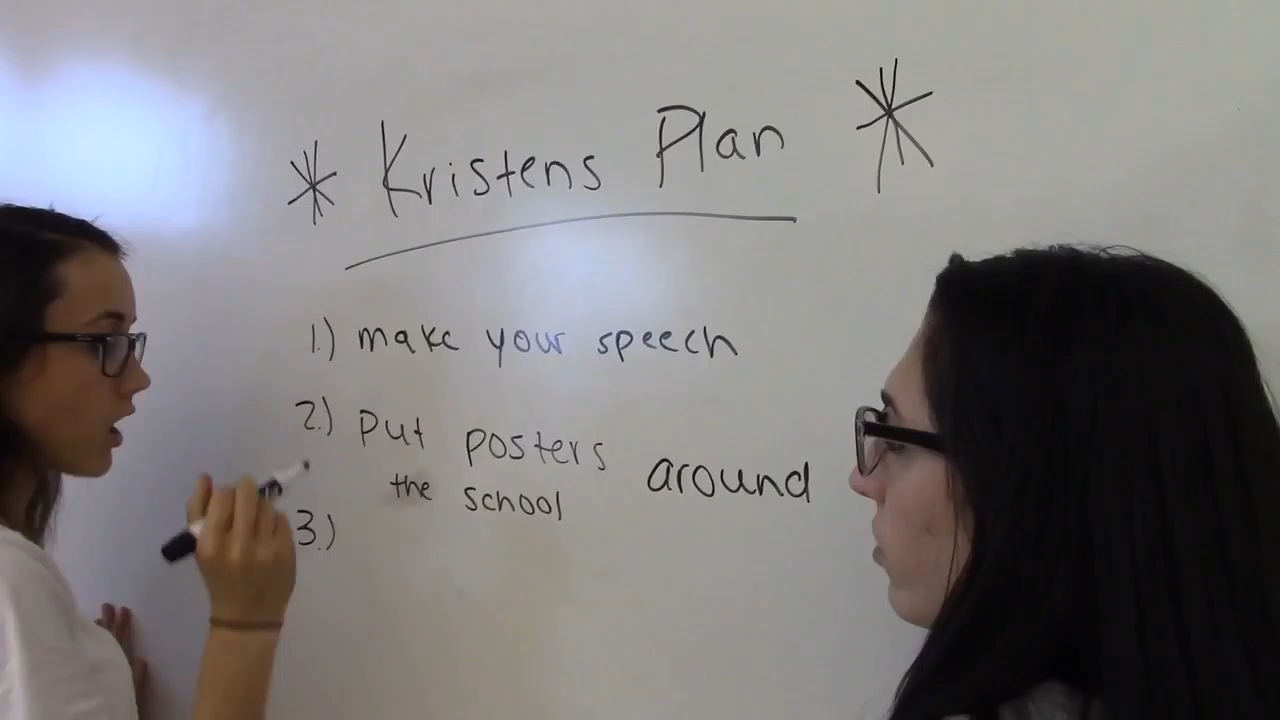 * Kristens Plan *
1.) make your speech
2.) put posters around
the school
3.)